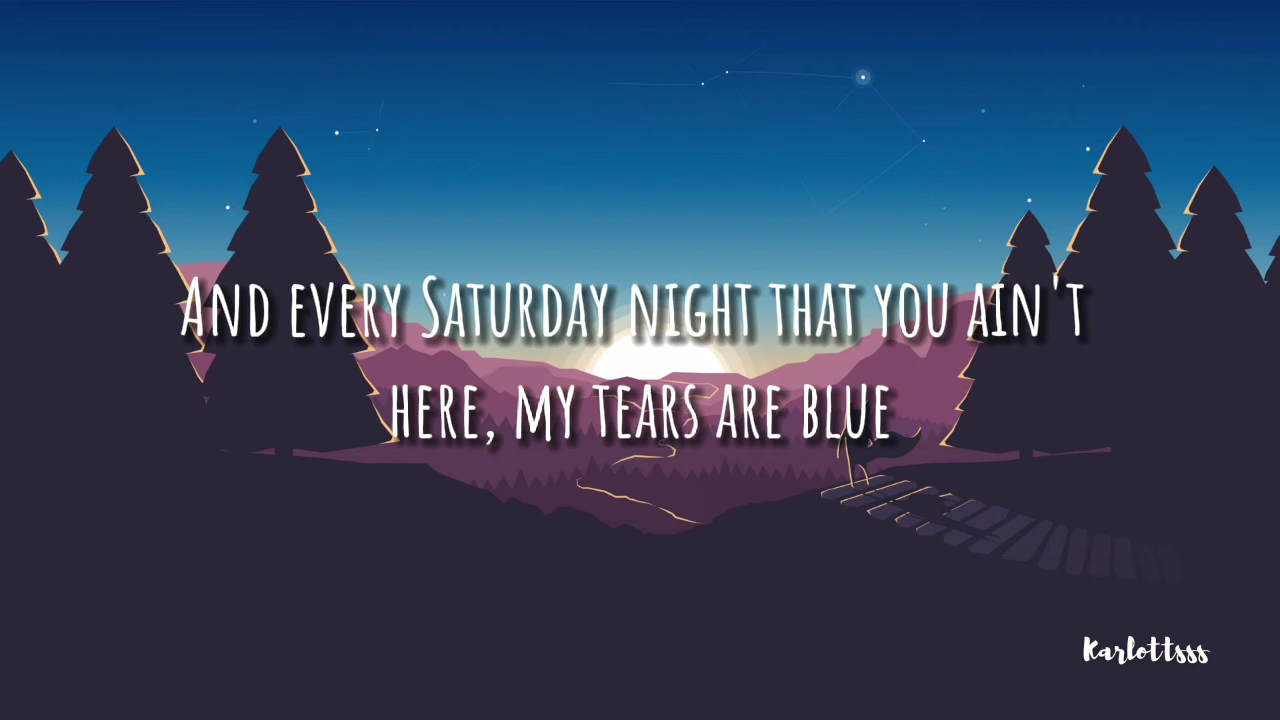 And every Saturday night that you ain't
here, my tears are blue
Karlottsss